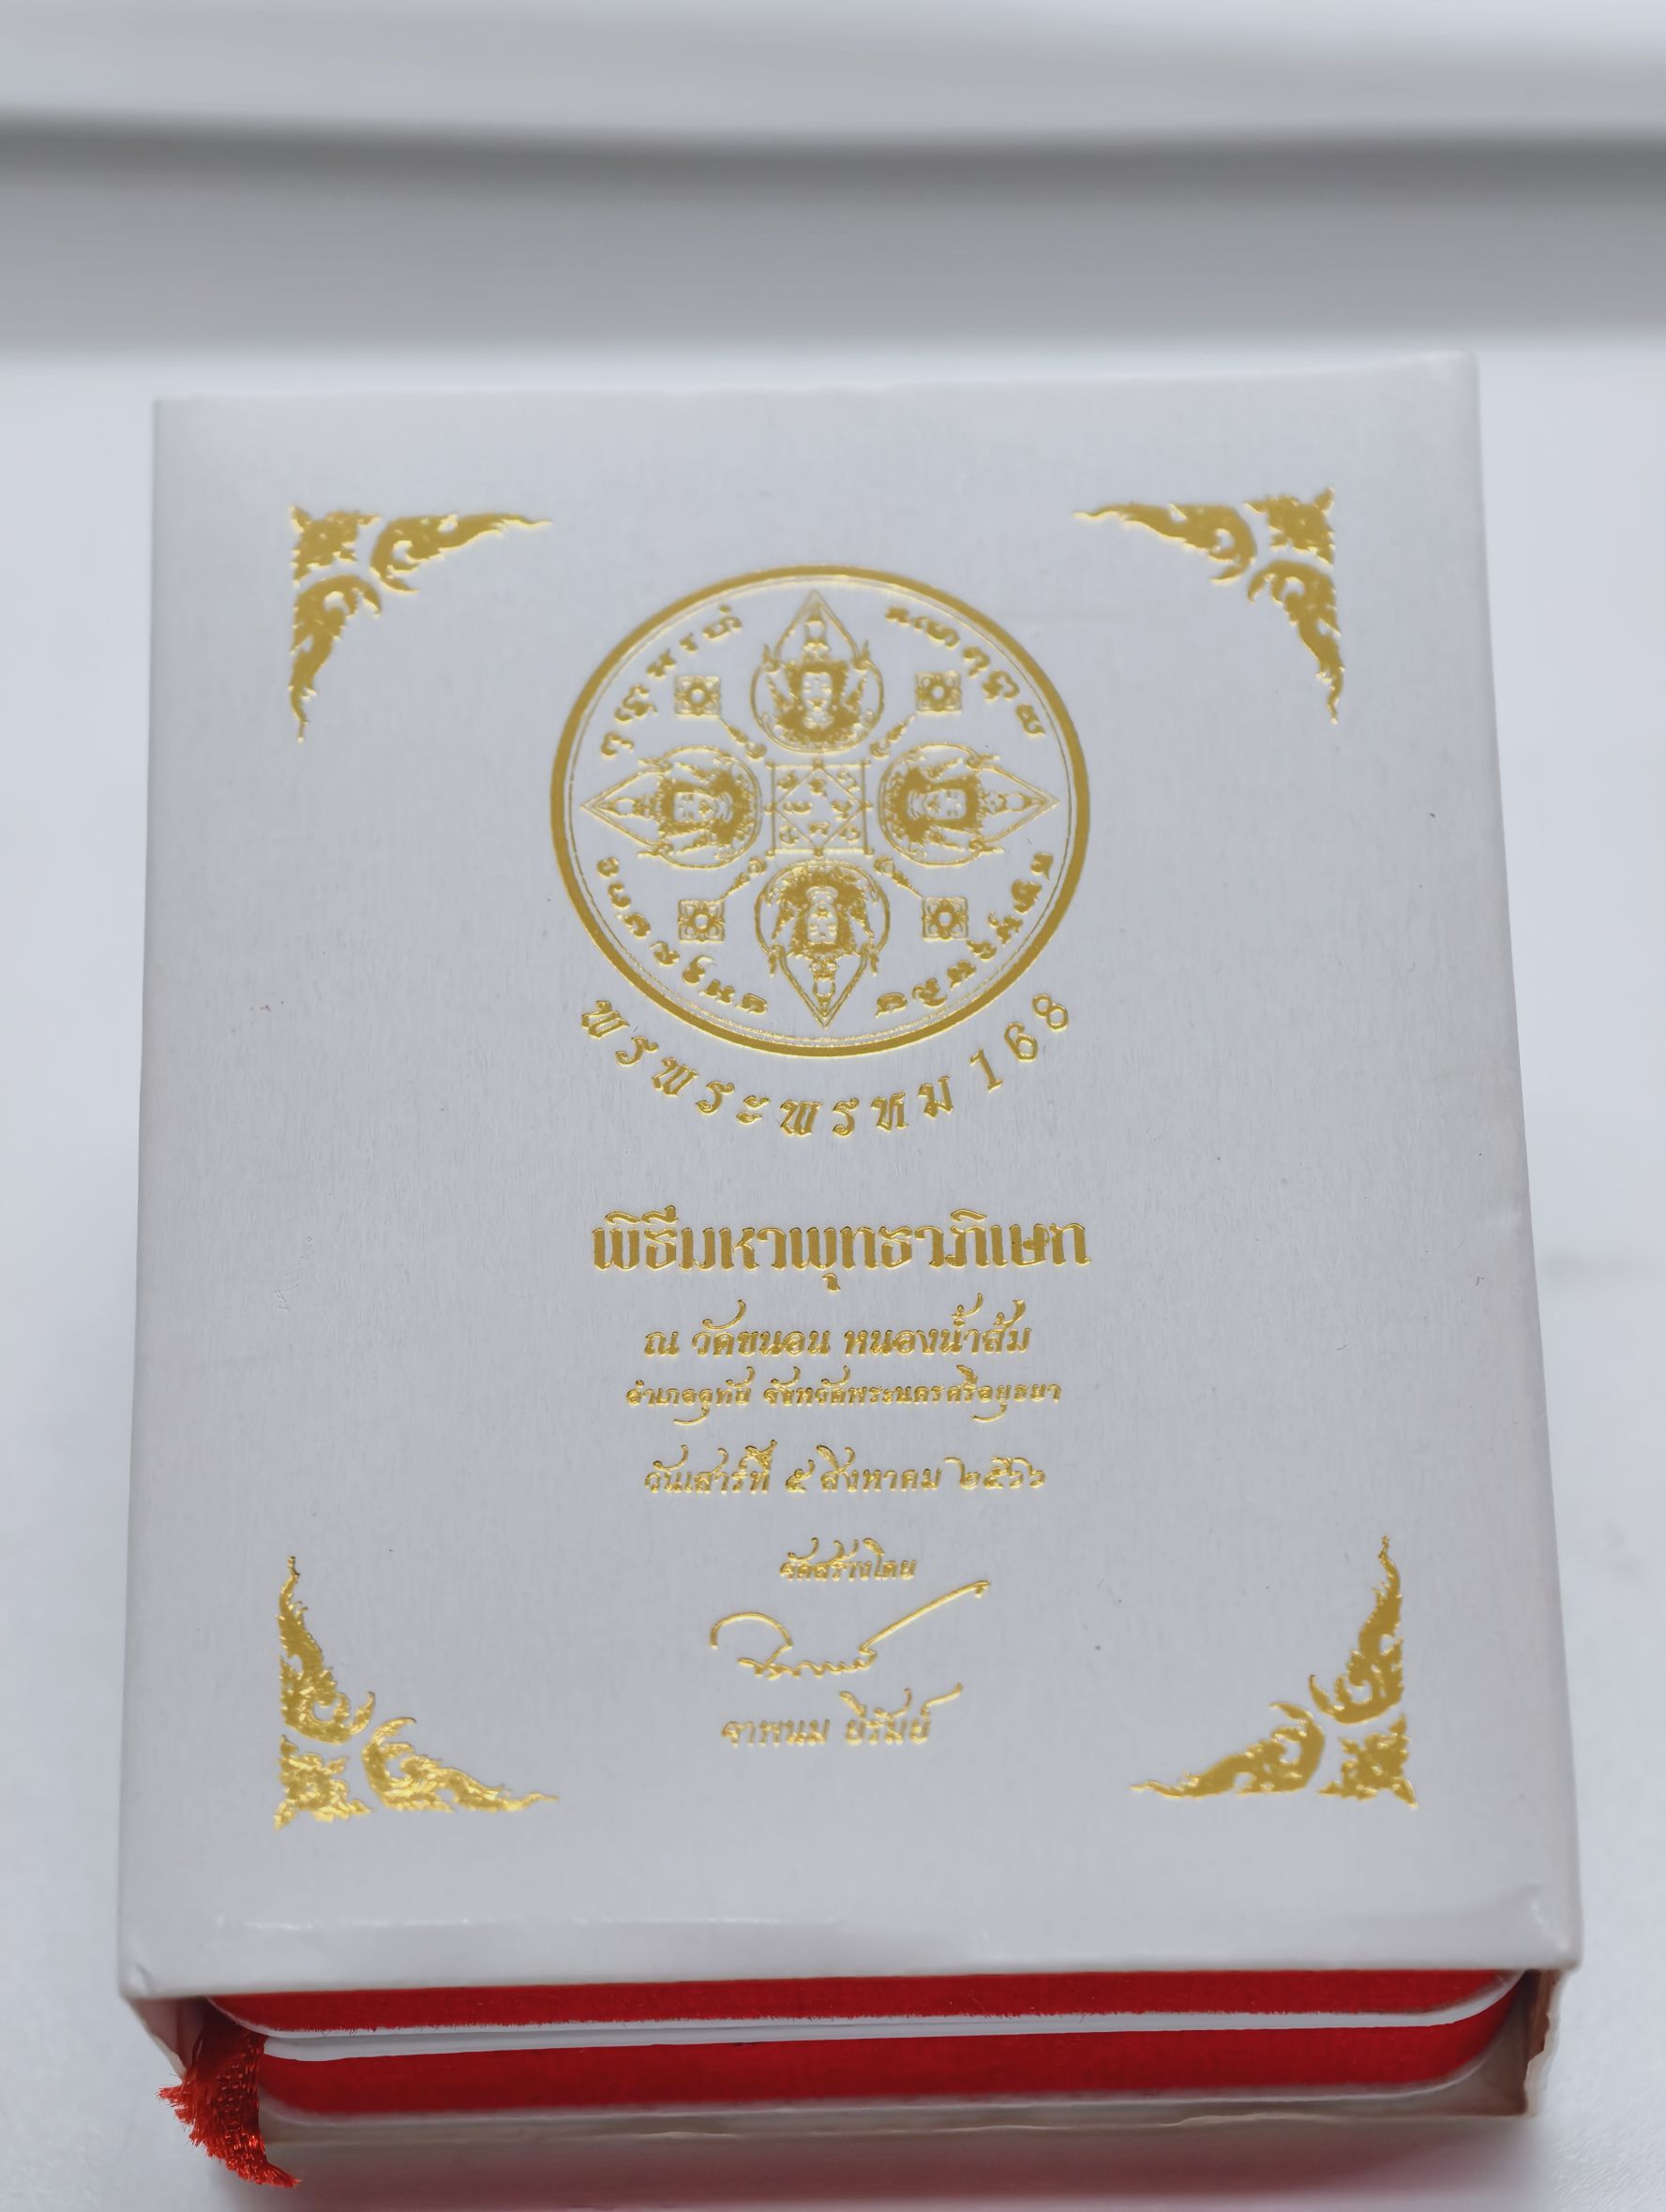 พรพระพรหม 168
พิธีมหาพุทธาภิเษก
ณ วัดขนอน หนองน้ำส้ม
อำเภออุทัย จังหวัดพระนครศรีอยุธยา
วันเสาร์ที่ ๕ สิงหาคม ๒๕๖๖
จัดสร้างโดย
จาพนม ยีรัมย์